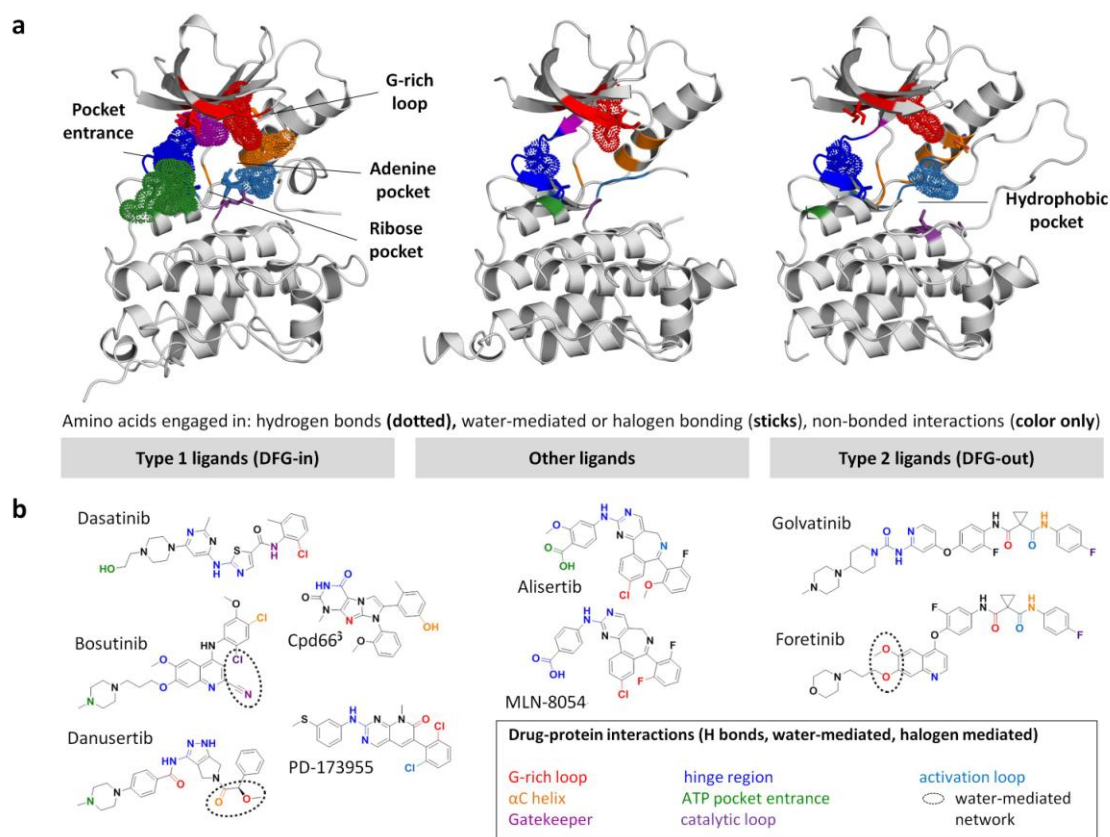 a
G-rich
loop
Pocket
entrance
Adenine
pocket
Ribose
pocket
Hydrophobic
pocket
Amino acids engaged in: hydrogen bonds (dotted), water-mediated or halogen bonding (sticks), non-bonded interactions (color only)
Type 1 ligands (DFG-in)
Other ligands
Type 2 ligands (DFG-out)
b
Dasatinib
Cpd66³
Bosutinib
Danusertib
PD-173955
Alisertib
MLN-8054
Golvatinib
Foretinib
Drug-protein interactions (H bonds, water-mediated, halogen mediated)
G-rich loop hinge region activation loop
αC helix ATP pocket entrance water-mediated
Gatekeeper catalytic loop network